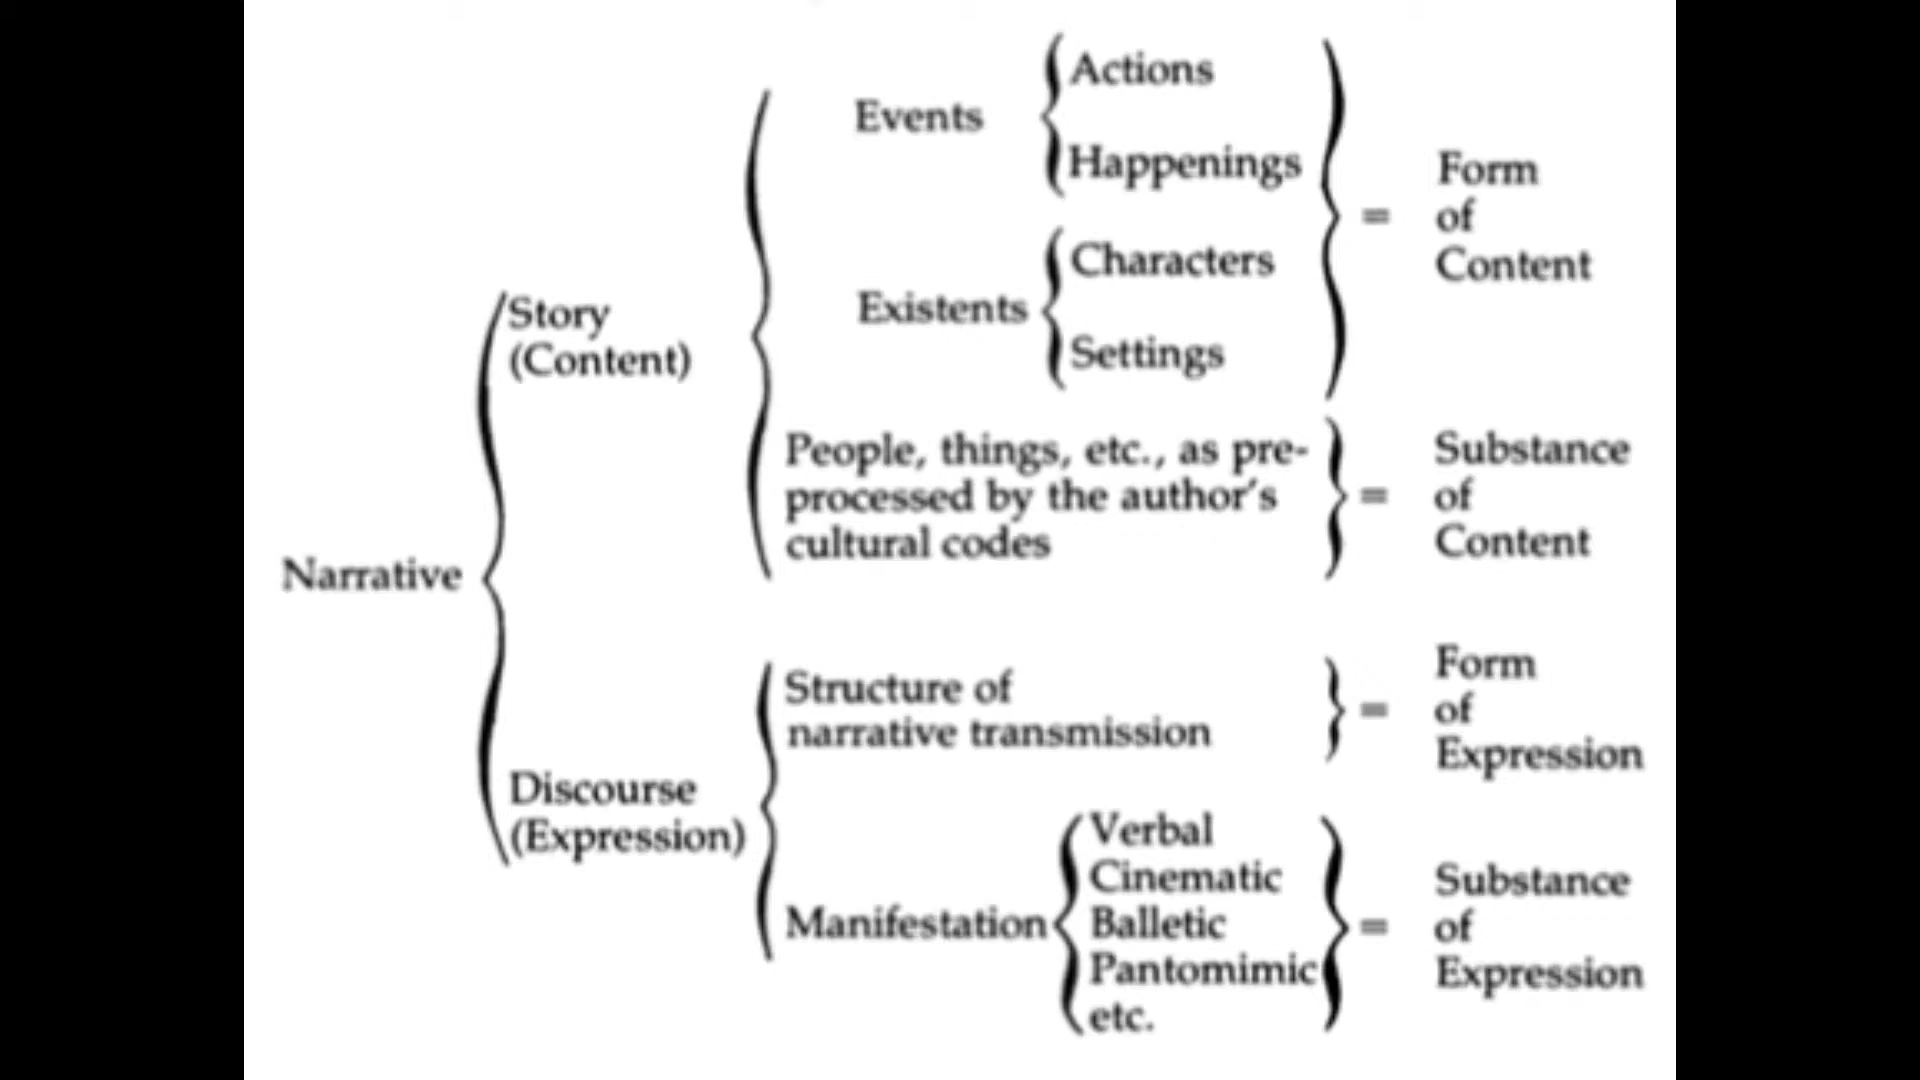 Narrative
Story
(Content)
Events
Actions
Happenings
Existents
Characters
Settings
= Form
of
Content
People, things, etc., as pre-
processed by the author's
cultural codes
= Substance
of
Content
Discourse
(Expression)
Structure of
narrative transmission
= Form
of
Expression
Manifestation
Verbal
Cinematic
Balletic
Pantomimic
etc.
= Substance
of
Expression